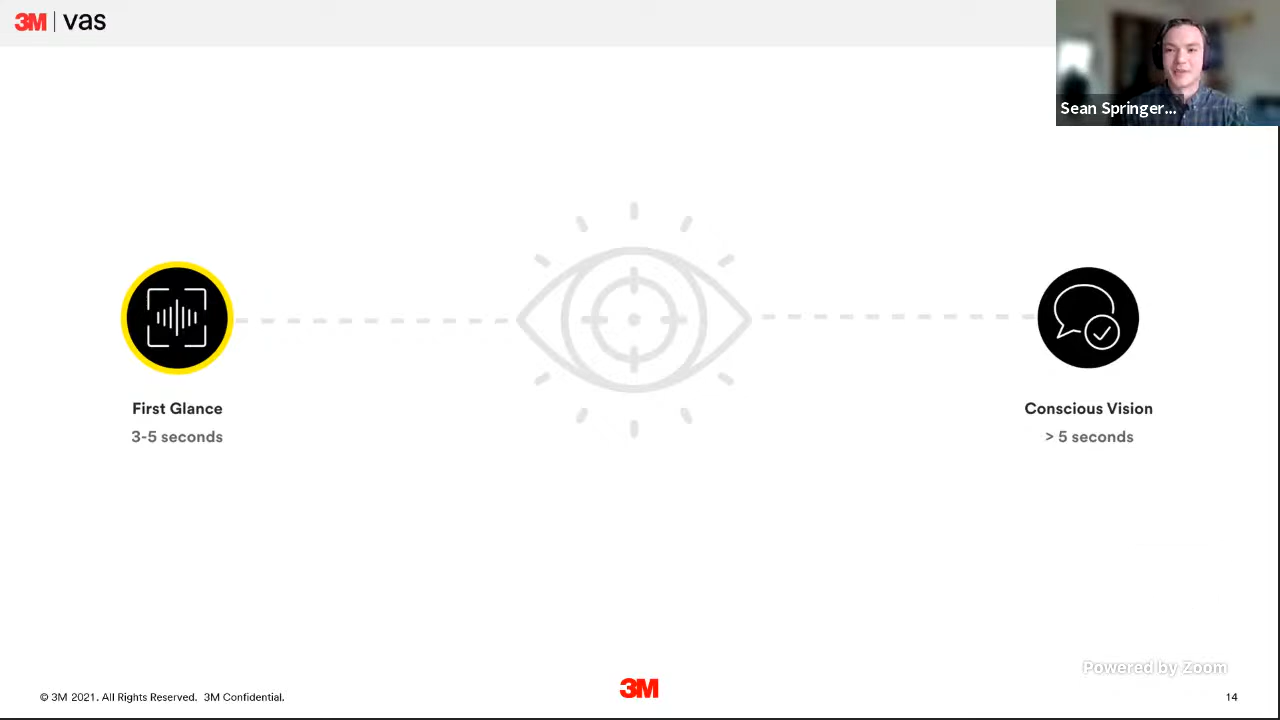 3M | vas
Sean Springer...
First Glance
3-5 seconds
Conscious Vision
> 5 seconds
Powered by Zoom
© 3M 2021. All Rights Reserved. 3M Confidential.
3M
14